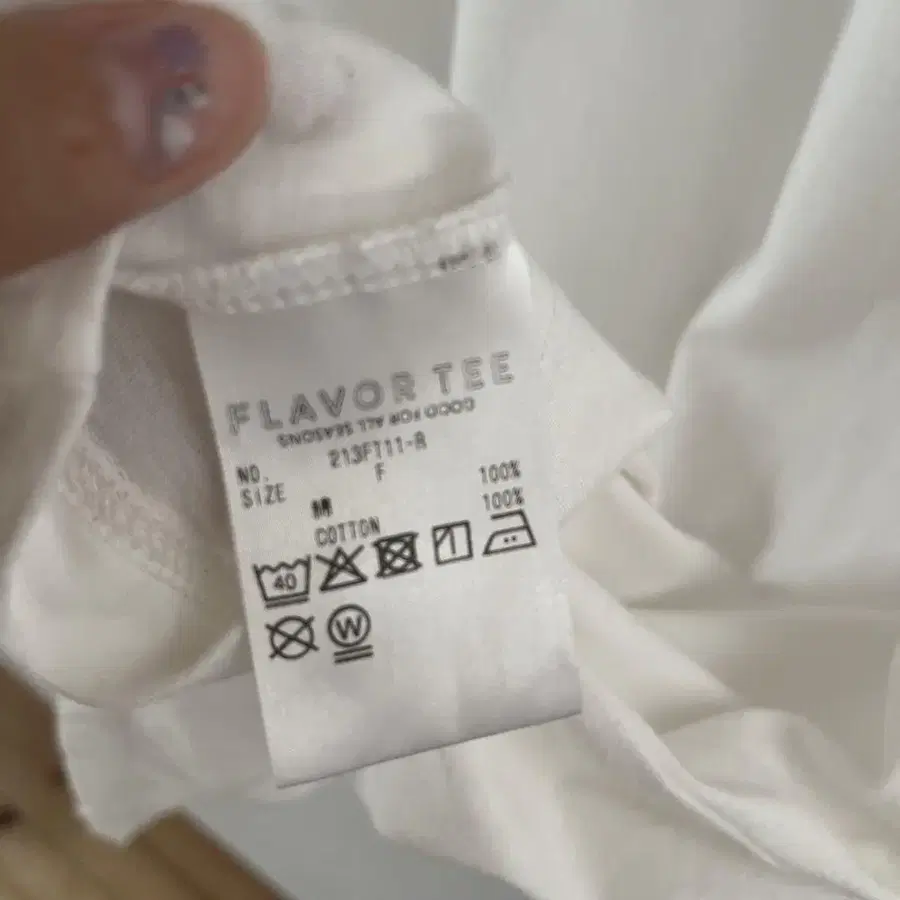 FLAVOR TEE
GOOD FOR ALL SEASONS
NO. 213FT11-R
SIZE F
綿 100%
COTTON 100%
40
W